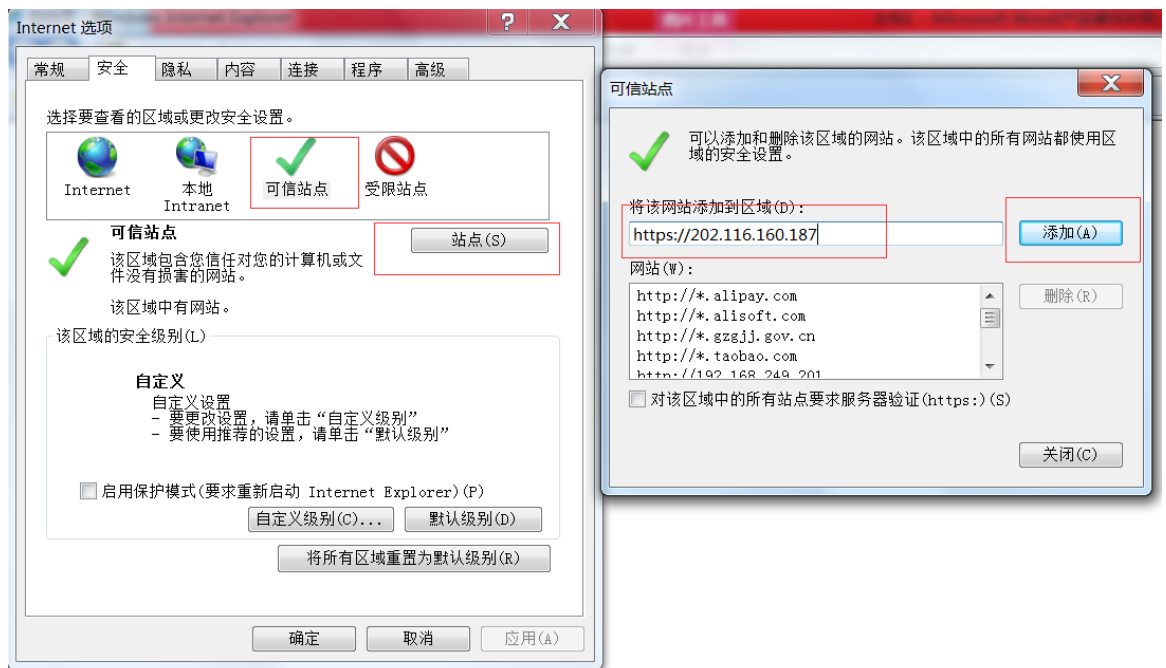 Internet 选项
常规 安全 隐私 内容 连接 程序 高级
选择要查看的区域或更改安全设置。
Internet
本地
Intranet
可信站点
受限站点
可信站点
该区域包含您信任对您的计算机或文
件没有损害的网站。
该区域中有网站。
站点(S)
该区域的安全级别(L)
自定义
自定义设置
- 要更改设置，请单击“自定义级别”
- 要使用推荐的设置，请单击“默认级别”
启用保护模式(要求重新启动 Internet Explorer)(P)
自定义级别(C)... 默认级别(D)
将所有区域重置为默认级别(R)
确定 取消 应用(A)
可信站点
可以添加和删除该区域的网站。该区域中的所有网站都使用区
域的安全设置。
将该网站添加到区域(D):
https://202.116.160.187 添加(A)
网站(W):
http://*.alipay.com
http://*.alisoft.com
http://*.gzgjj.gov.cn
http://*.taobao.com
http://192.168.249.201
删除(R)
对该区域中的所有站点要求服务器验证(https:)(S)
关闭(C)